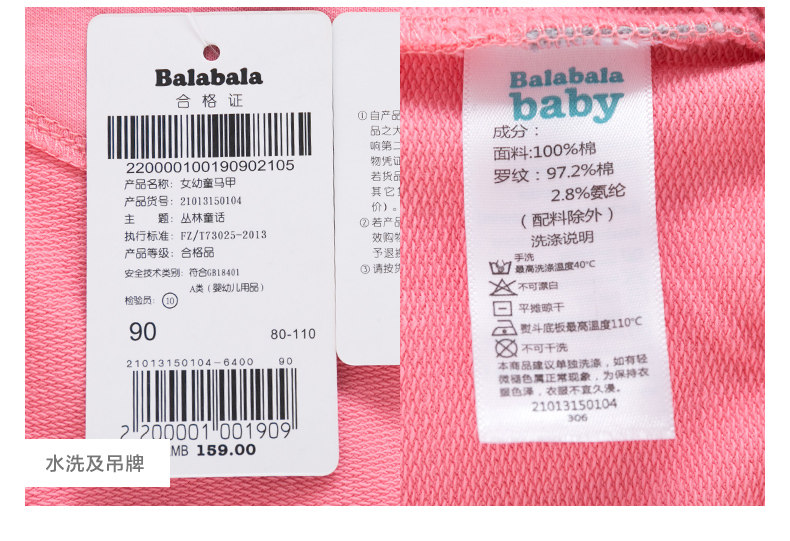 Balabala
合格证
220000100190902105
产品名称: 女幼童马甲
产品货号: 21013150104
主 题: 丛林童话
执行标准: FZ/T73025-2013
产品等级: 合格品
安全技术类别: 符合GB18401
A类 (婴幼儿用品)
检验员: 10
90 80-110
21013150104-6400 90
2 200001 001909
MB 159.00
水洗及吊牌
①自产品
品之大
响第二
物凭证
若货品
其它1
价)。
②若产品
效购物
予退换
③请按
Balabala
baby
成分:
面料:100%棉
罗纹: 97.2%棉
2.8%氨纶
(配料除外)
洗涤说明
手洗
最高洗涤温度40℃
不可漂白
平摊晾干
熨斗底板最高温度110℃
不可干洗
本商品建议单独洗涤，如有轻
微褪色属正常现象，为保持衣
服色泽，衣服不宜久浸。
21013150104
306